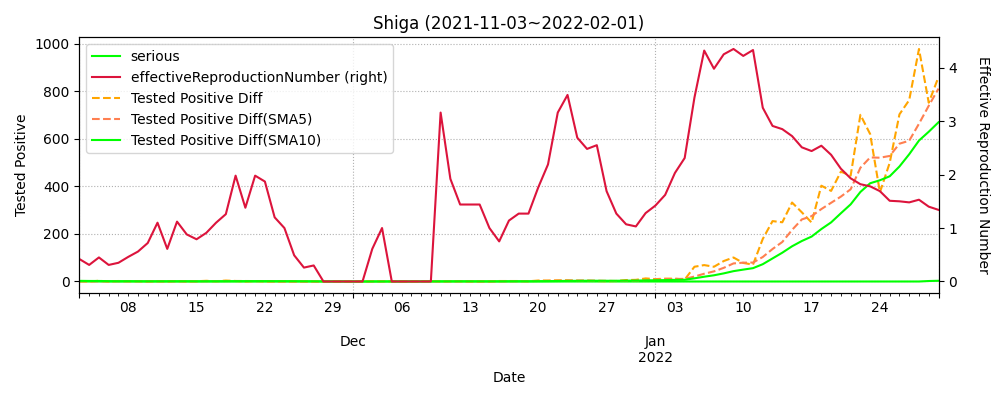 Shiga (2021-11-03~2022-02-01)
serious
effectiveReproductionNumber (right)
Tested Positive Diff
Tested Positive Diff(SMA5)
Tested Positive Diff(SMA10)
Tested Positive
1000
800
600
400
200
0
Effective Reproduction Number
4
3
2
1
0
08 15 22 29 06 13 20 27 03 10 17 24
Dec Jan
2022
Date